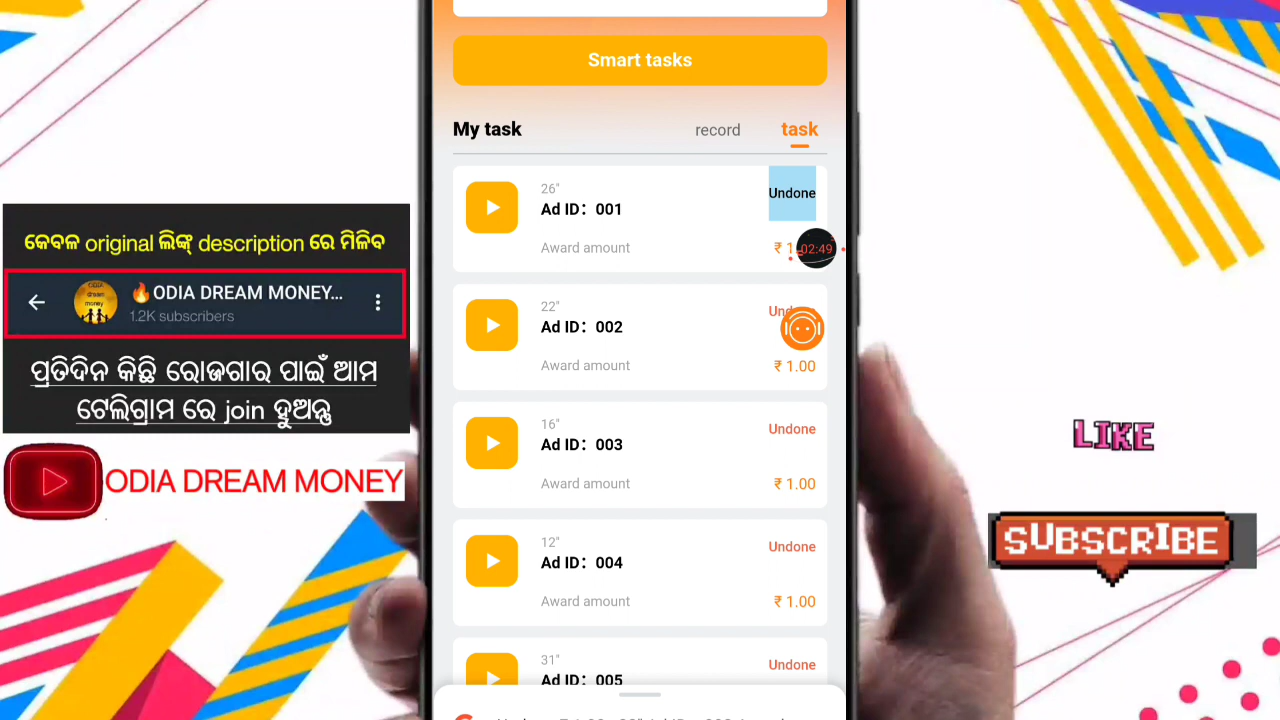 Smart tasks
My task
record
task
26"
Undone
Ad ID：001
Award amount
₹ 1
02:49
22"
Ad ID：002
Award amount
₹ 1.00
16"
Undone
Ad ID：003
Award amount
₹ 1.00
12"
Undone
Ad ID：004
Award amount
₹ 1.00
31"
Undone
Ad ID：005
କେବଳ original ଲିଙ୍କ୍ description ରେ ମିଳିବ
🔥ODIA DREAM MONEY...
1.2K subscribers
ODIA
dream
money
ପ୍ରତିଦିନ କିଛି ରୋଜଗାର ପାଇଁ ଆମ
ଟେଲିଗ୍ରାମ ରେ join ହୁଅନ୍ତୁ
ODIA DREAM MONEY
LIKE
SUBSCRIBE